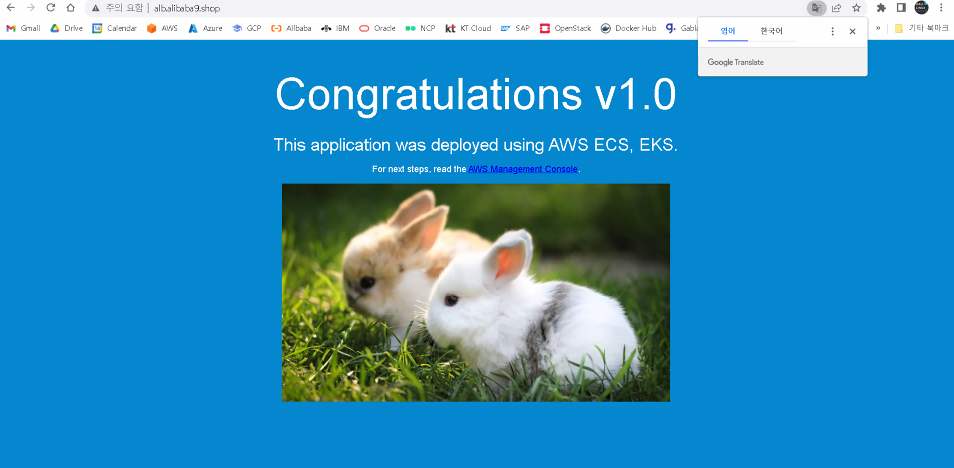 주의 요함 | alb.alibaba9.shop
Gmail Drive Calendar AWS Azure GCP Alibaba IBM Oracle NCP KT Cloud SAP OpenStack Docker Hub Gabia » 기타 북마크
영어 한국어
Google Translate
Congratulations v1.0
This application was deployed using AWS ECS, EKS.
For next steps, read the AWS Management Console.